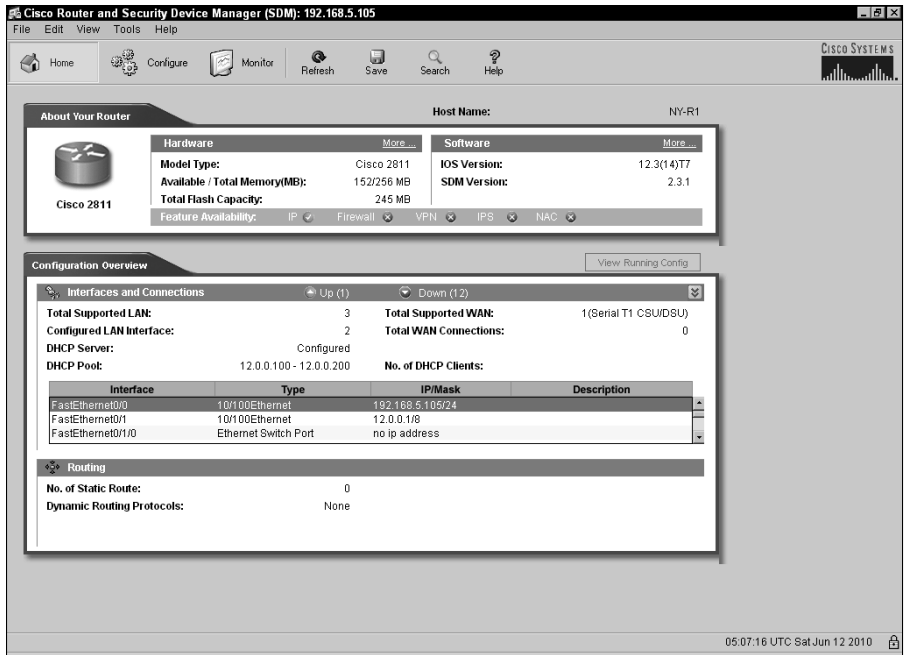 Cisco Router and Security Device Manager (SDM): 192.168.5.105
File Edit View Tools Help
Home Configure Monitor Refresh Save Search Help
CISCO SYSTEMS
About Your Router Host Name: NY-R1
Hardware More ... Software More ...
Model Type: Cisco 2811 IOS Version: 12.3(14)T7
Available / Total Memory(MB): 152/256 MB SDM Version: 2.3.1
Total Flash Capacity: 245 MB
Cisco 2811
Feature Availability: IP Firewall VPN IPS NAC
Configuration Overview View Running Config
Interfaces and Connections Up (1) Down (12)
Total Supported LAN: 3 Total Supported WAN: 1(Serial T1 CSU/DSU)
Configured LAN Interface: 2 Total WAN Connections: 0
DHCP Server: Configured
DHCP Pool: 12.0.0.100 - 12.0.0.200 No. of DHCP Clients:
Interface Type IP/Mask Description
FastEthernet0/0 10/100Ethernet 192.168.5.105/24
FastEthernet0/1 10/100Ethernet 12.0.0.1/8
FastEthernet0/1/0 Ethernet Switch Port no ip address
Routing
No. of Static Route: 0
Dynamic Routing Protocols: None
05:07:16 UTC Sat Jun 12 2010